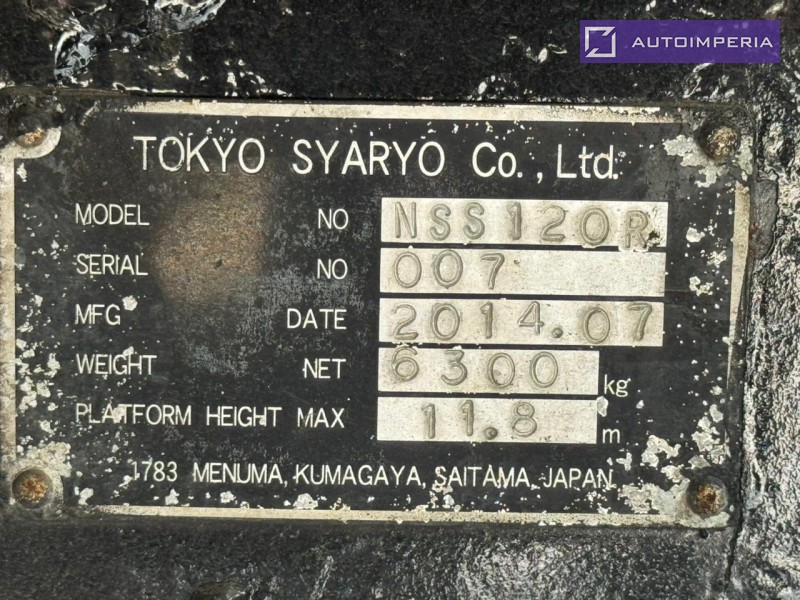 AUTOIMPERIA
TOKYO SYARYO Co., Ltd.
MODEL NO NSS120R
SERIAL NO 007
MFG DATE 2014.07
WEIGHT NET 6300 kg
PLATFORM HEIGHT MAX 11.8 m
1783 MENUMA, KUMAGAYA, SAITAMA, JAPAN